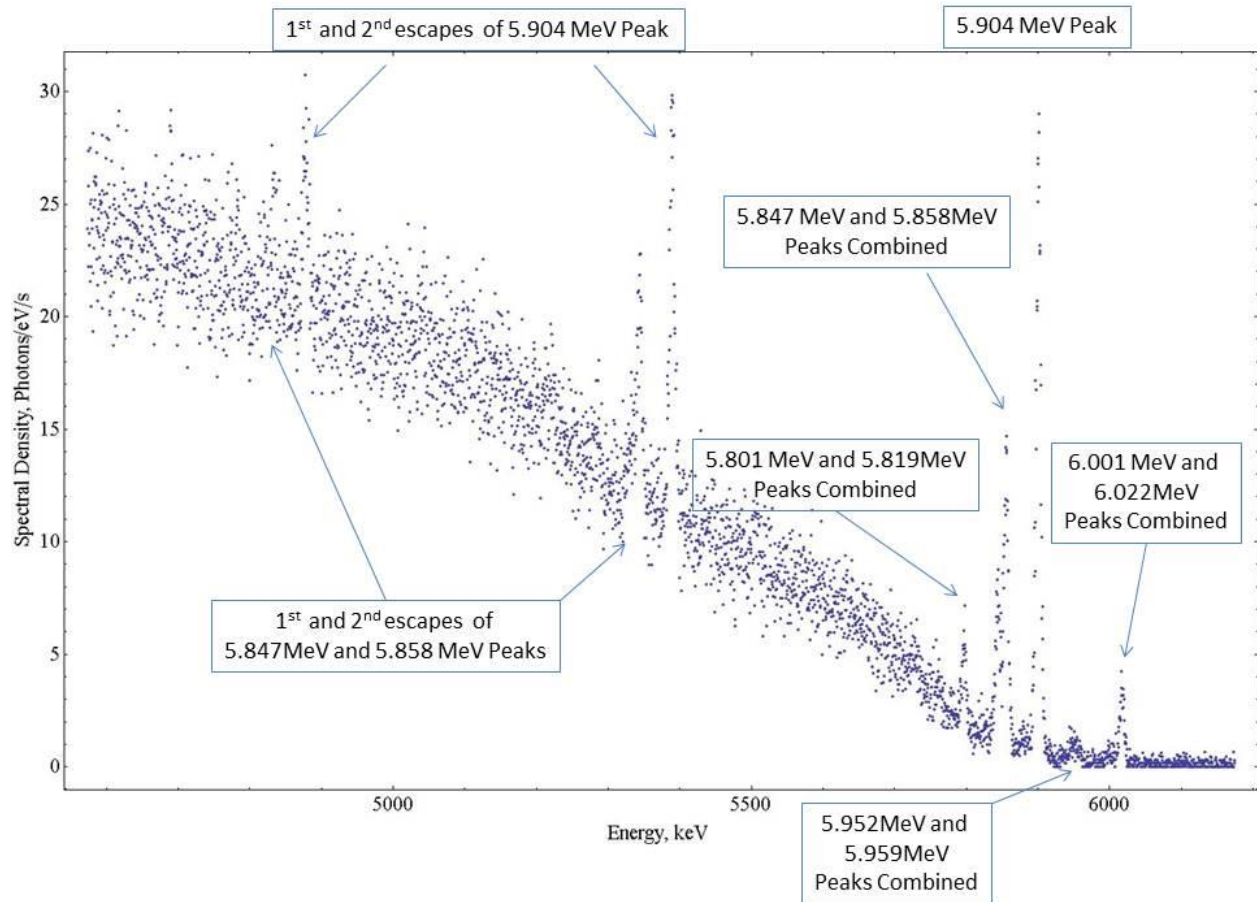 1st and 2nd escapes of 5.904 MeV Peak
5.904 MeV Peak
30
25
20
15
10
5
0
Spectral Density, Photons/eV/s
5.847 MeV and 5.858MeV
Peaks Combined
5.801 MeV and 5.819MeV
Peaks Combined
6.001 MeV and
6.022MeV
Peaks Combined
1st and 2nd escapes of
5.847MeV and 5.858 MeV Peaks
5000
5500
6000
Energy, keV
5.952MeV and
5.959MeV
Peaks Combined